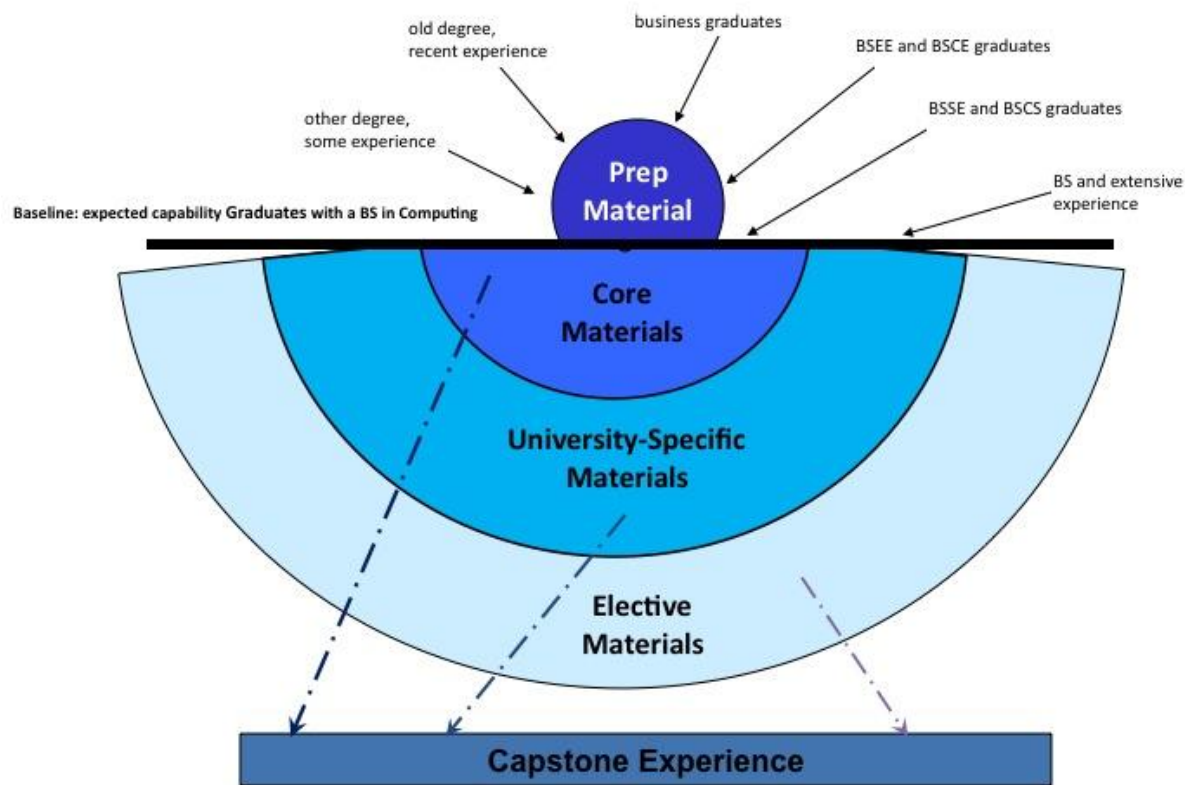 business graduates
old degree,
recent experience
BSEE and BSCE graduates
other degree,
some experience
BSSE and BSCS graduates
Prep
Material
BS and extensive
experience
Baseline: expected capability Graduates with a BS in Computing
Core
Materials
University-Specific
Materials
Elective
Materials
Capstone Experience